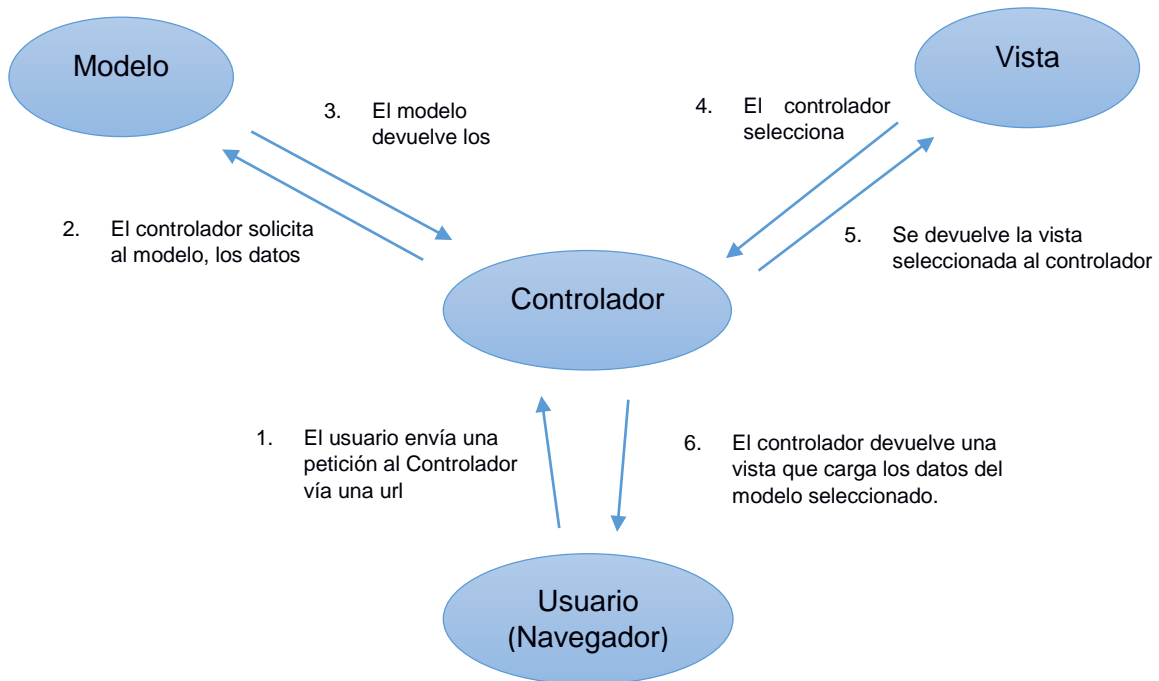 Modelo
Vista
3. El modelo
devuelve los
4. El controlador
selecciona
2. El controlador solicita
al modelo, los datos
5. Se devuelve la vista
seleccionada al controlador
Controlador
1. El usuario envía una
petición al Controlador
vía una url
6. El controlador devuelve una
vista que carga los datos del
modelo seleccionado.
Usuario
(Navegador)